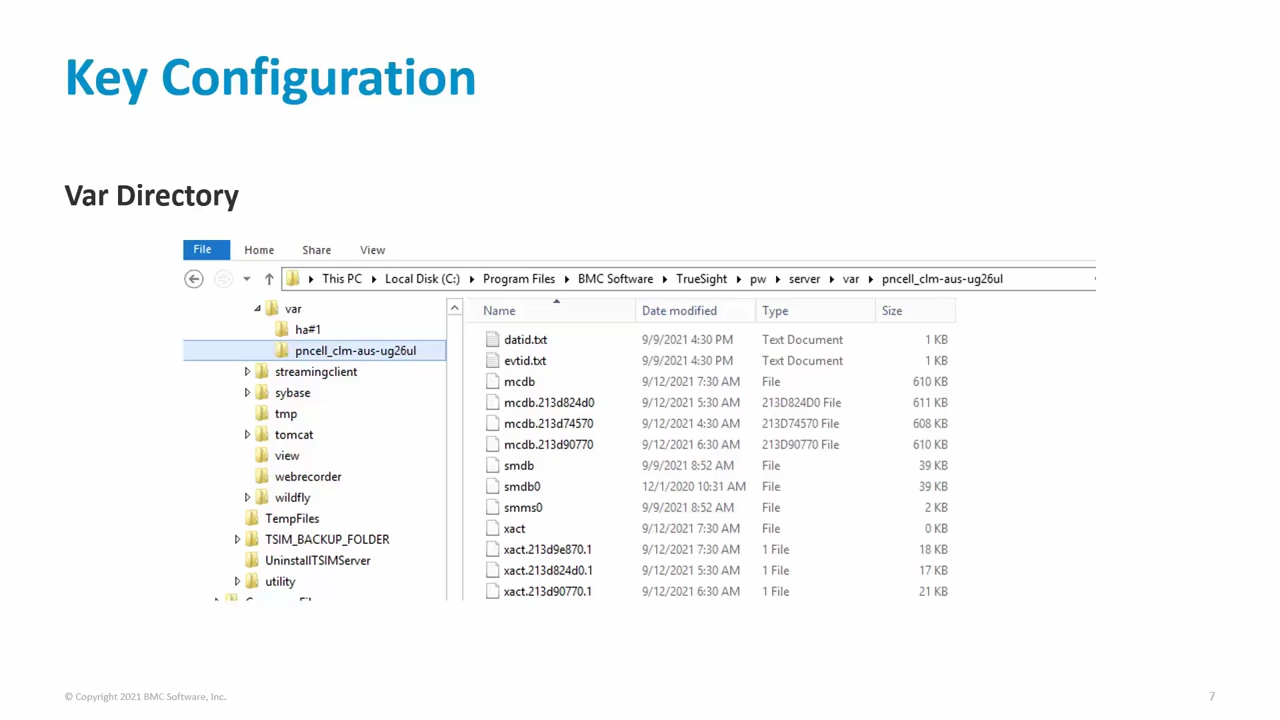 Key Configuration
Var Directory
File Home Share View
This PC Local Disk (C:) Program Files BMC Software TrueSight pw server var pncell_clm-aus-ug26ul
var
ha#1
pncell_clm-aus-ug26ul
streamingclient
sybase
tmp
tomcat
view
webrecorder
wildfly
TempFiles
TSIM_BACKUP_FOLDER
UninstallTSIMServer
utility
Name Date modified Type Size
datid.txt 9/9/2021 4:30 PM Text Document 1 KB
evtid.txt 9/9/2021 4:30 PM Text Document 1 KB
mcdb 9/12/2021 7:30 AM File 610 KB
mcdb.213d824d0 9/12/2021 5:30 AM 213D824D0 File 611 KB
mcdb.213d74570 9/12/2021 4:30 AM 213D74570 File 608 KB
mcdb.213d90770 9/12/2021 6:30 AM 213D90770 File 610 KB
smdb 9/9/2021 8:52 AM File 39 KB
smdb0 12/1/2020 10:31 AM File 39 KB
smms0 9/9/2021 8:52 AM File 2 KB
xact 9/12/2021 7:30 AM File 0 KB
xact.213d9e870.1 9/12/2021 7:30 AM 1 File 18 KB
xact.213d824d0.1 9/12/2021 5:30 AM 1 File 17 KB
xact.213d90770.1 9/12/2021 6:30 AM 1 File 21 KB
© Copyright 2021 BMC Software, Inc.
7